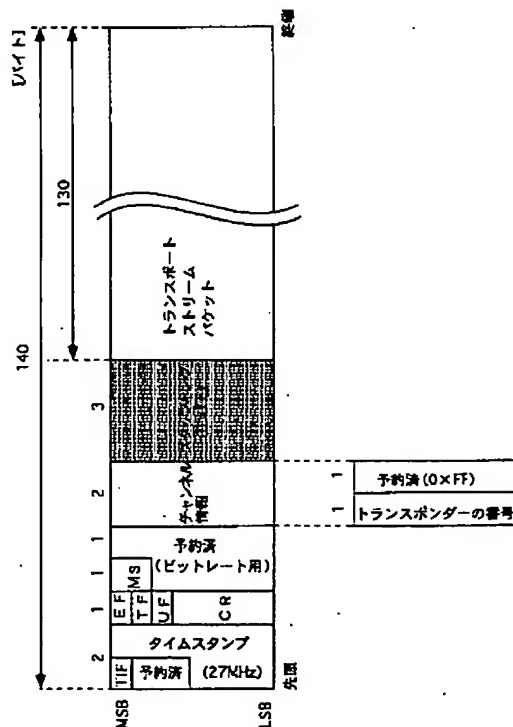 [バイト]
140
130
2
1
1
1
2
3
MSB
LSB
先頭
終端
TIF
予約済
タイムスタンプ
(27MHz)
EF
TF
UF
CR
MS
予約済
(ビットレート用)
チャンネル
情報
トランスポート
ストリーム
パケット
1
1
トランスポンダーの番号
予約済(0×FF)